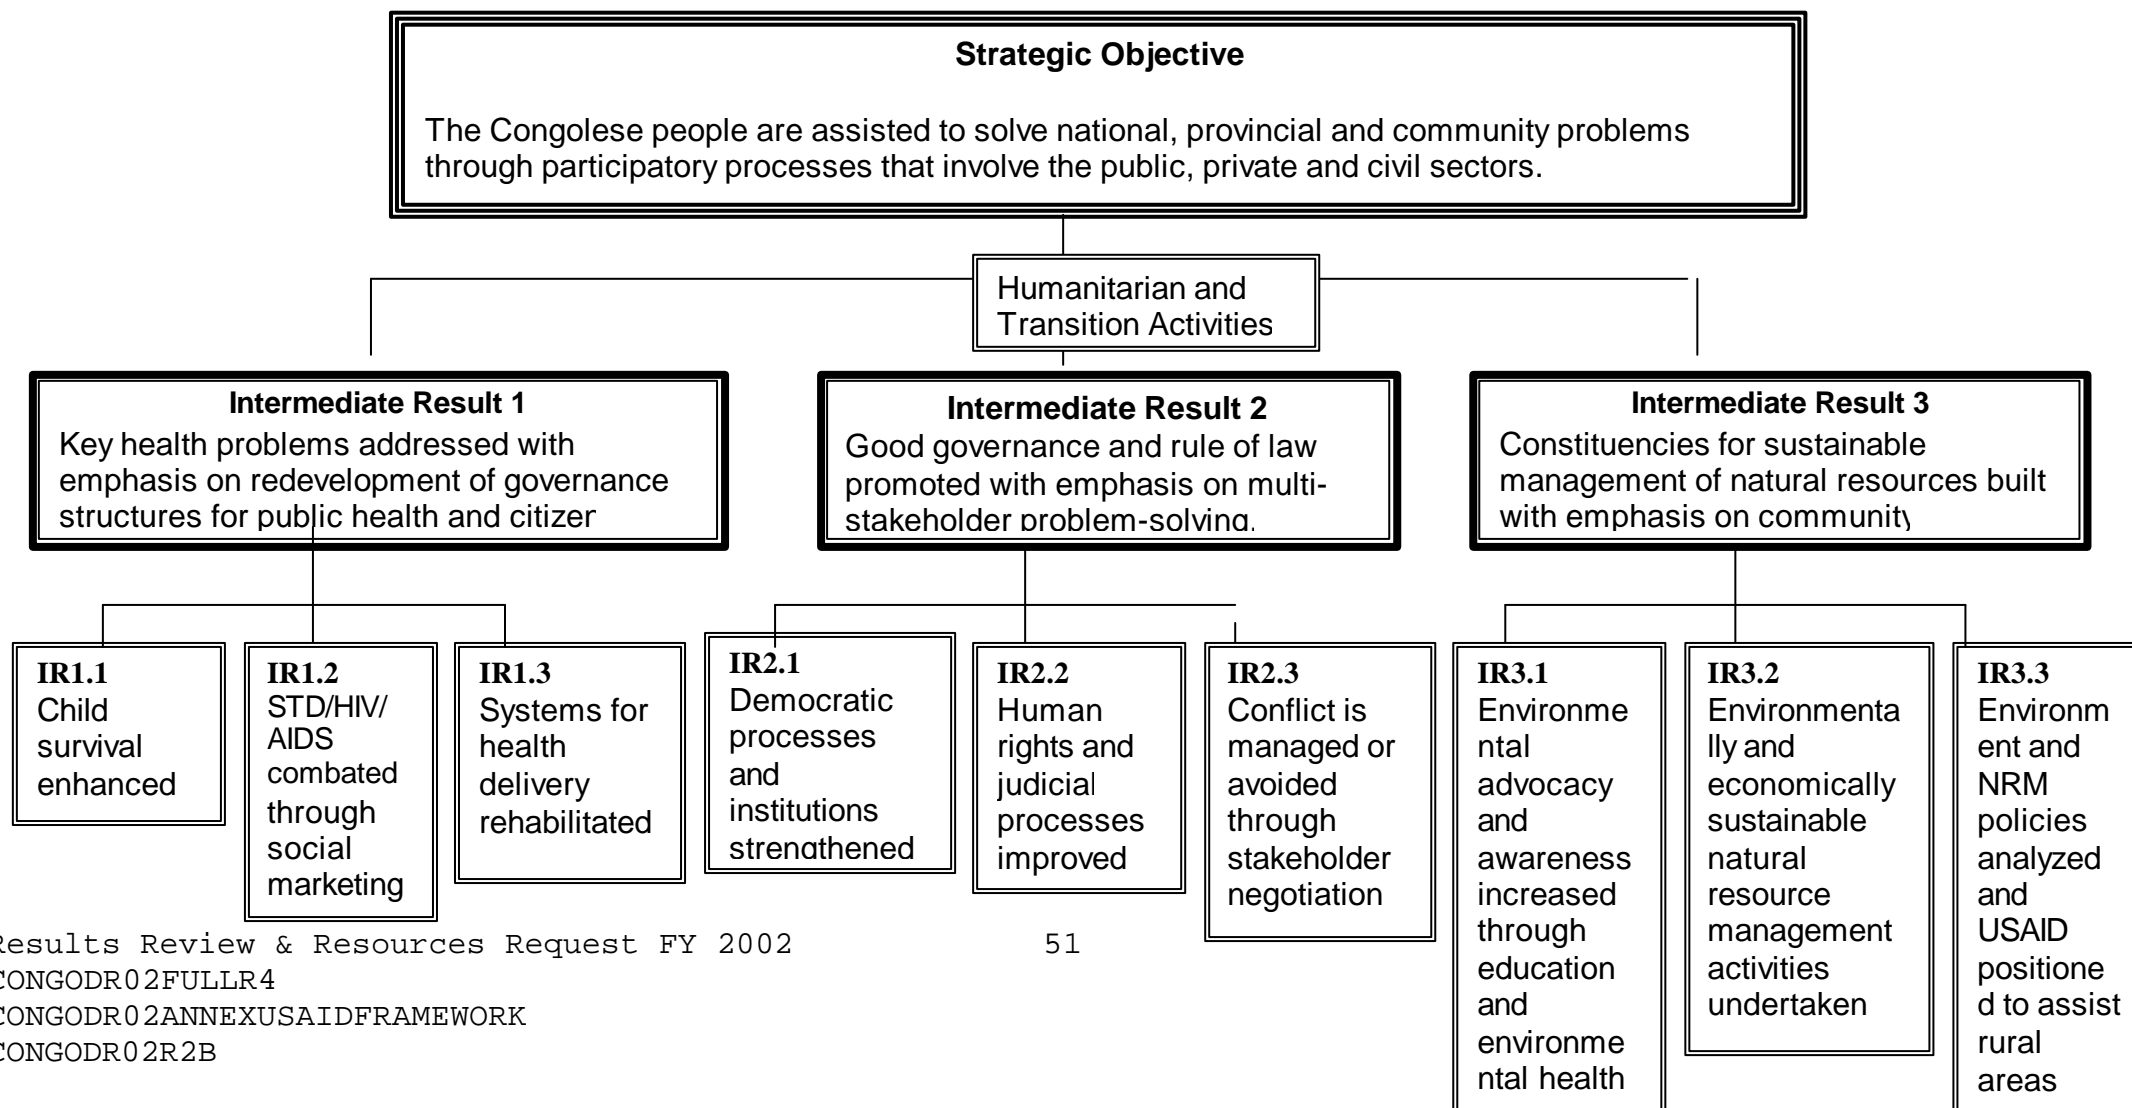 Strategic Objective
The Congolese people are assisted to solve national, provincial and community problems
through participatory processes that involve the public, private and civil sectors.
Humanitarian and
Transition Activities
Intermediate Result 1
Key health problems addressed with
emphasis on redevelopment of governance
structures for public health and citizen
Intermediate Result 2
Good governance and rule of law
promoted with emphasis on multi-
stakeholder problem-solving.
Intermediate Result 3
Constituencies for sustainable
management of natural resources built
with emphasis on community
IR1.1
Child
survival
enhanced
IR1.2
STD/HIV/
AIDS
combated
through
social
marketing
IR1.3
Systems for
health
delivery
rehabilitated
IR2.1
Democratic
processes
and
institutions
strengthened
IR2.2
Human
rights and
judicial
processes
improved
IR2.3
Conflict is
managed or
avoided
through
stakeholder
negotiation
IR3.1
Environme
ntal
advocacy
and
awareness
increased
through
education
and
environme
ntal health
IR3.2
Environmenta
lly and
economically
sustainable
natural
resource
management
activities
undertaken
IR3.3
Environm
ent and
NRM
policies
analyzed
and
USAID
positione
d to assist
rural
areas
Results Review & Resources Request FY 2002 51
CONGODR02FULLR4
CONGODR02ANNEXUSAIDFRAMEWORK
CONGODR02R2B